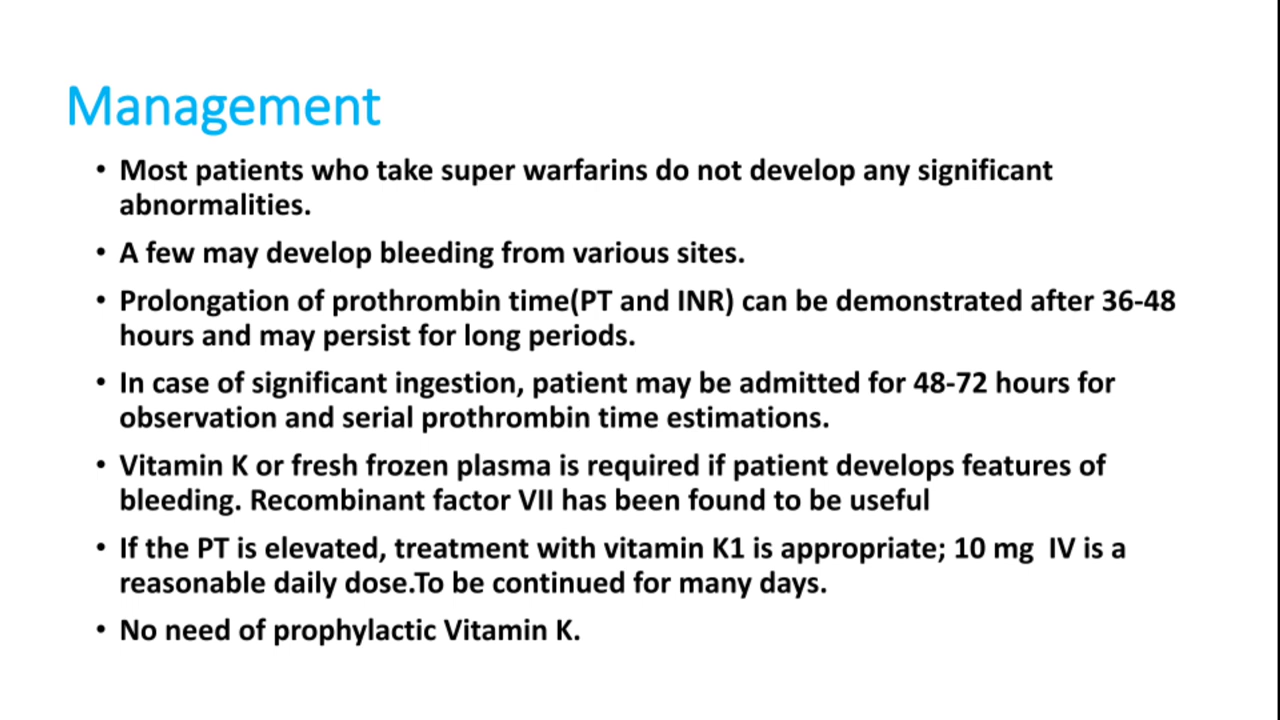 Management
• Most patients who take super warfarins do not develop any significant
abnormalities.
• A few may develop bleeding from various sites.
• Prolongation of prothrombin time(PT and INR) can be demonstrated after 36-48
hours and may persist for long periods.
• In case of significant ingestion, patient may be admitted for 48-72 hours for
observation and serial prothrombin time estimations.
• Vitamin K or fresh frozen plasma is required if patient develops features of
bleeding. Recombinant factor VII has been found to be useful
• If the PT is elevated, treatment with vitamin K1 is appropriate; 10 mg  IV is a
reasonable daily dose.To be continued for many days.
• No need of prophylactic Vitamin K.